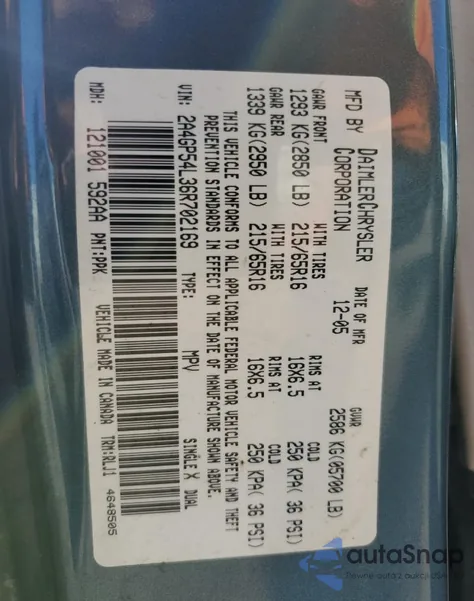 MFD BY DAIMLERCHRYSLER CORPORATION
DATE OF MFR 12-05
GVWR 2586 KG(05700 LB)
GAWR FRONT WITH TIRES RIMS AT COLD
1293 KG (2850 LB) 215/65R16 16X6.5 250 KPA( 36 PSI)
GAWR REAR WITH TIRES RIMS AT COLD
1339 KG (2950 LB) 215/65R16 16X6.5 250 KPA( 36 PSI)
THIS VEHICLE CONFORMS TO ALL APPLICABLE FEDERAL MOTOR VEHICLE SAFETY AND THEFT
PREVENTION STANDARDS IN EFFECT ON THE DATE OF MANUFACTURE SHOWN ABOVE.
VIN: 2A4GP54L36R702169 TYPE: MPV SINGLE X DUAL
MDH: 121001 592AA PNT:PPK VEHICLE MADE IN CANADA TRM:RLJ1 4648505
autoSnap